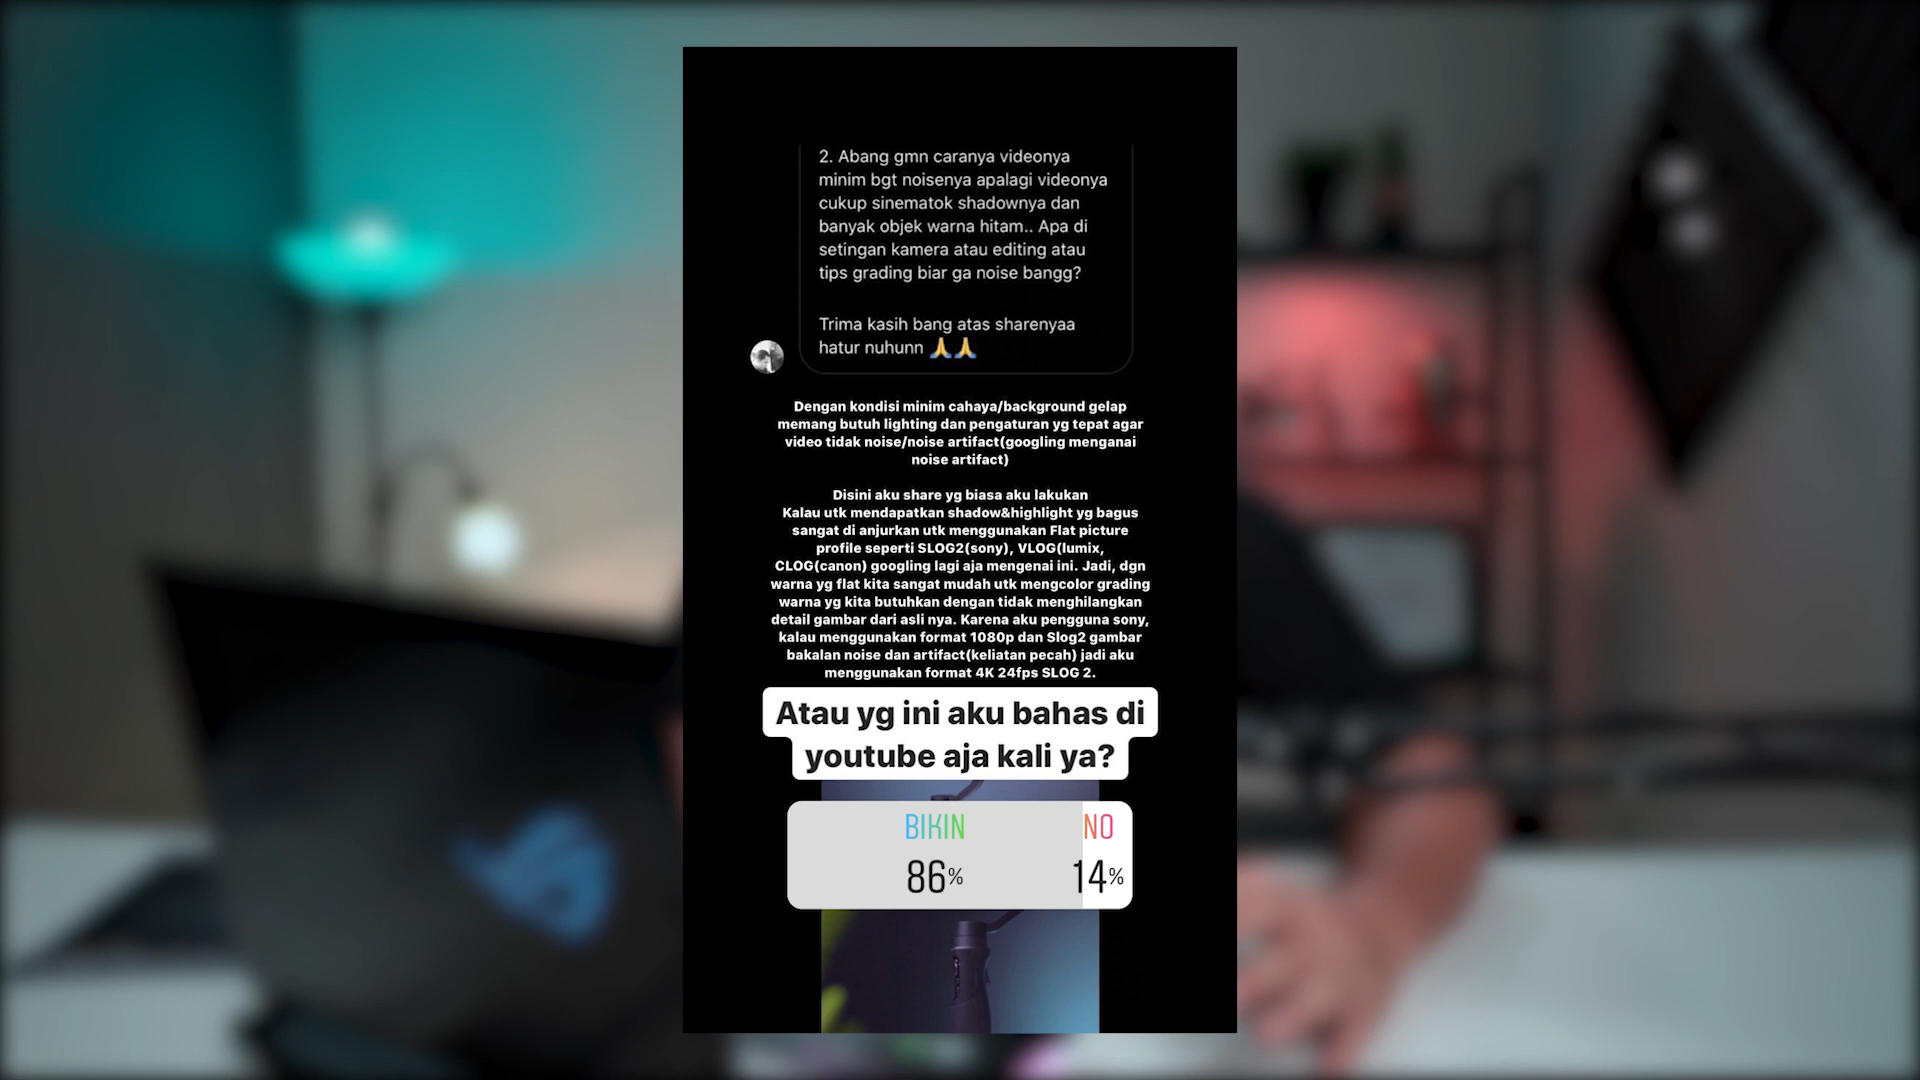 2. Abang gmn caranya videonya
minim bgt noisenya apalagi videonya
cukup sinematok shadownya dan
banyak objek warna hitam.. Apa di
setingan kamera atau editing atau
tips grading biar ga noise bangg?
Trima kasih bang atas sharenyaa
hatur nuhunn 🙏🙏
Dengan kondisi minim cahaya/background gelap
memang butuh lighting dan pengaturan yg tepat agar
video tidak noise/noise artifact(googling menganai
noise artifact)
Disini aku share yg biasa aku lakukan
Kalau utk mendapatkan shadow&highlight yg bagus
sangat di anjurkan utk menggunakan Flat picture
profile seperti SLOG2(sony), VLOG(lumix,
CLOG(canon) googling lagi aja mengenai ini. Jadi, dgn
warna yg flat kita sangat mudah utk mengcolor grading
warna yg kita butuhkan dengan tidak menghilangkan
detail gambar dari asli nya. Karena aku pengguna sony,
kalau menggunakan format 1080p dan Slog2 gambar
bakalan noise dan artifact(keliatan pecah) jadi aku
menggunakan format 4K 24fps SLOG 2.
Atau yg ini aku bahas di
youtube aja kali ya?
BIKIN NO
86% 14%